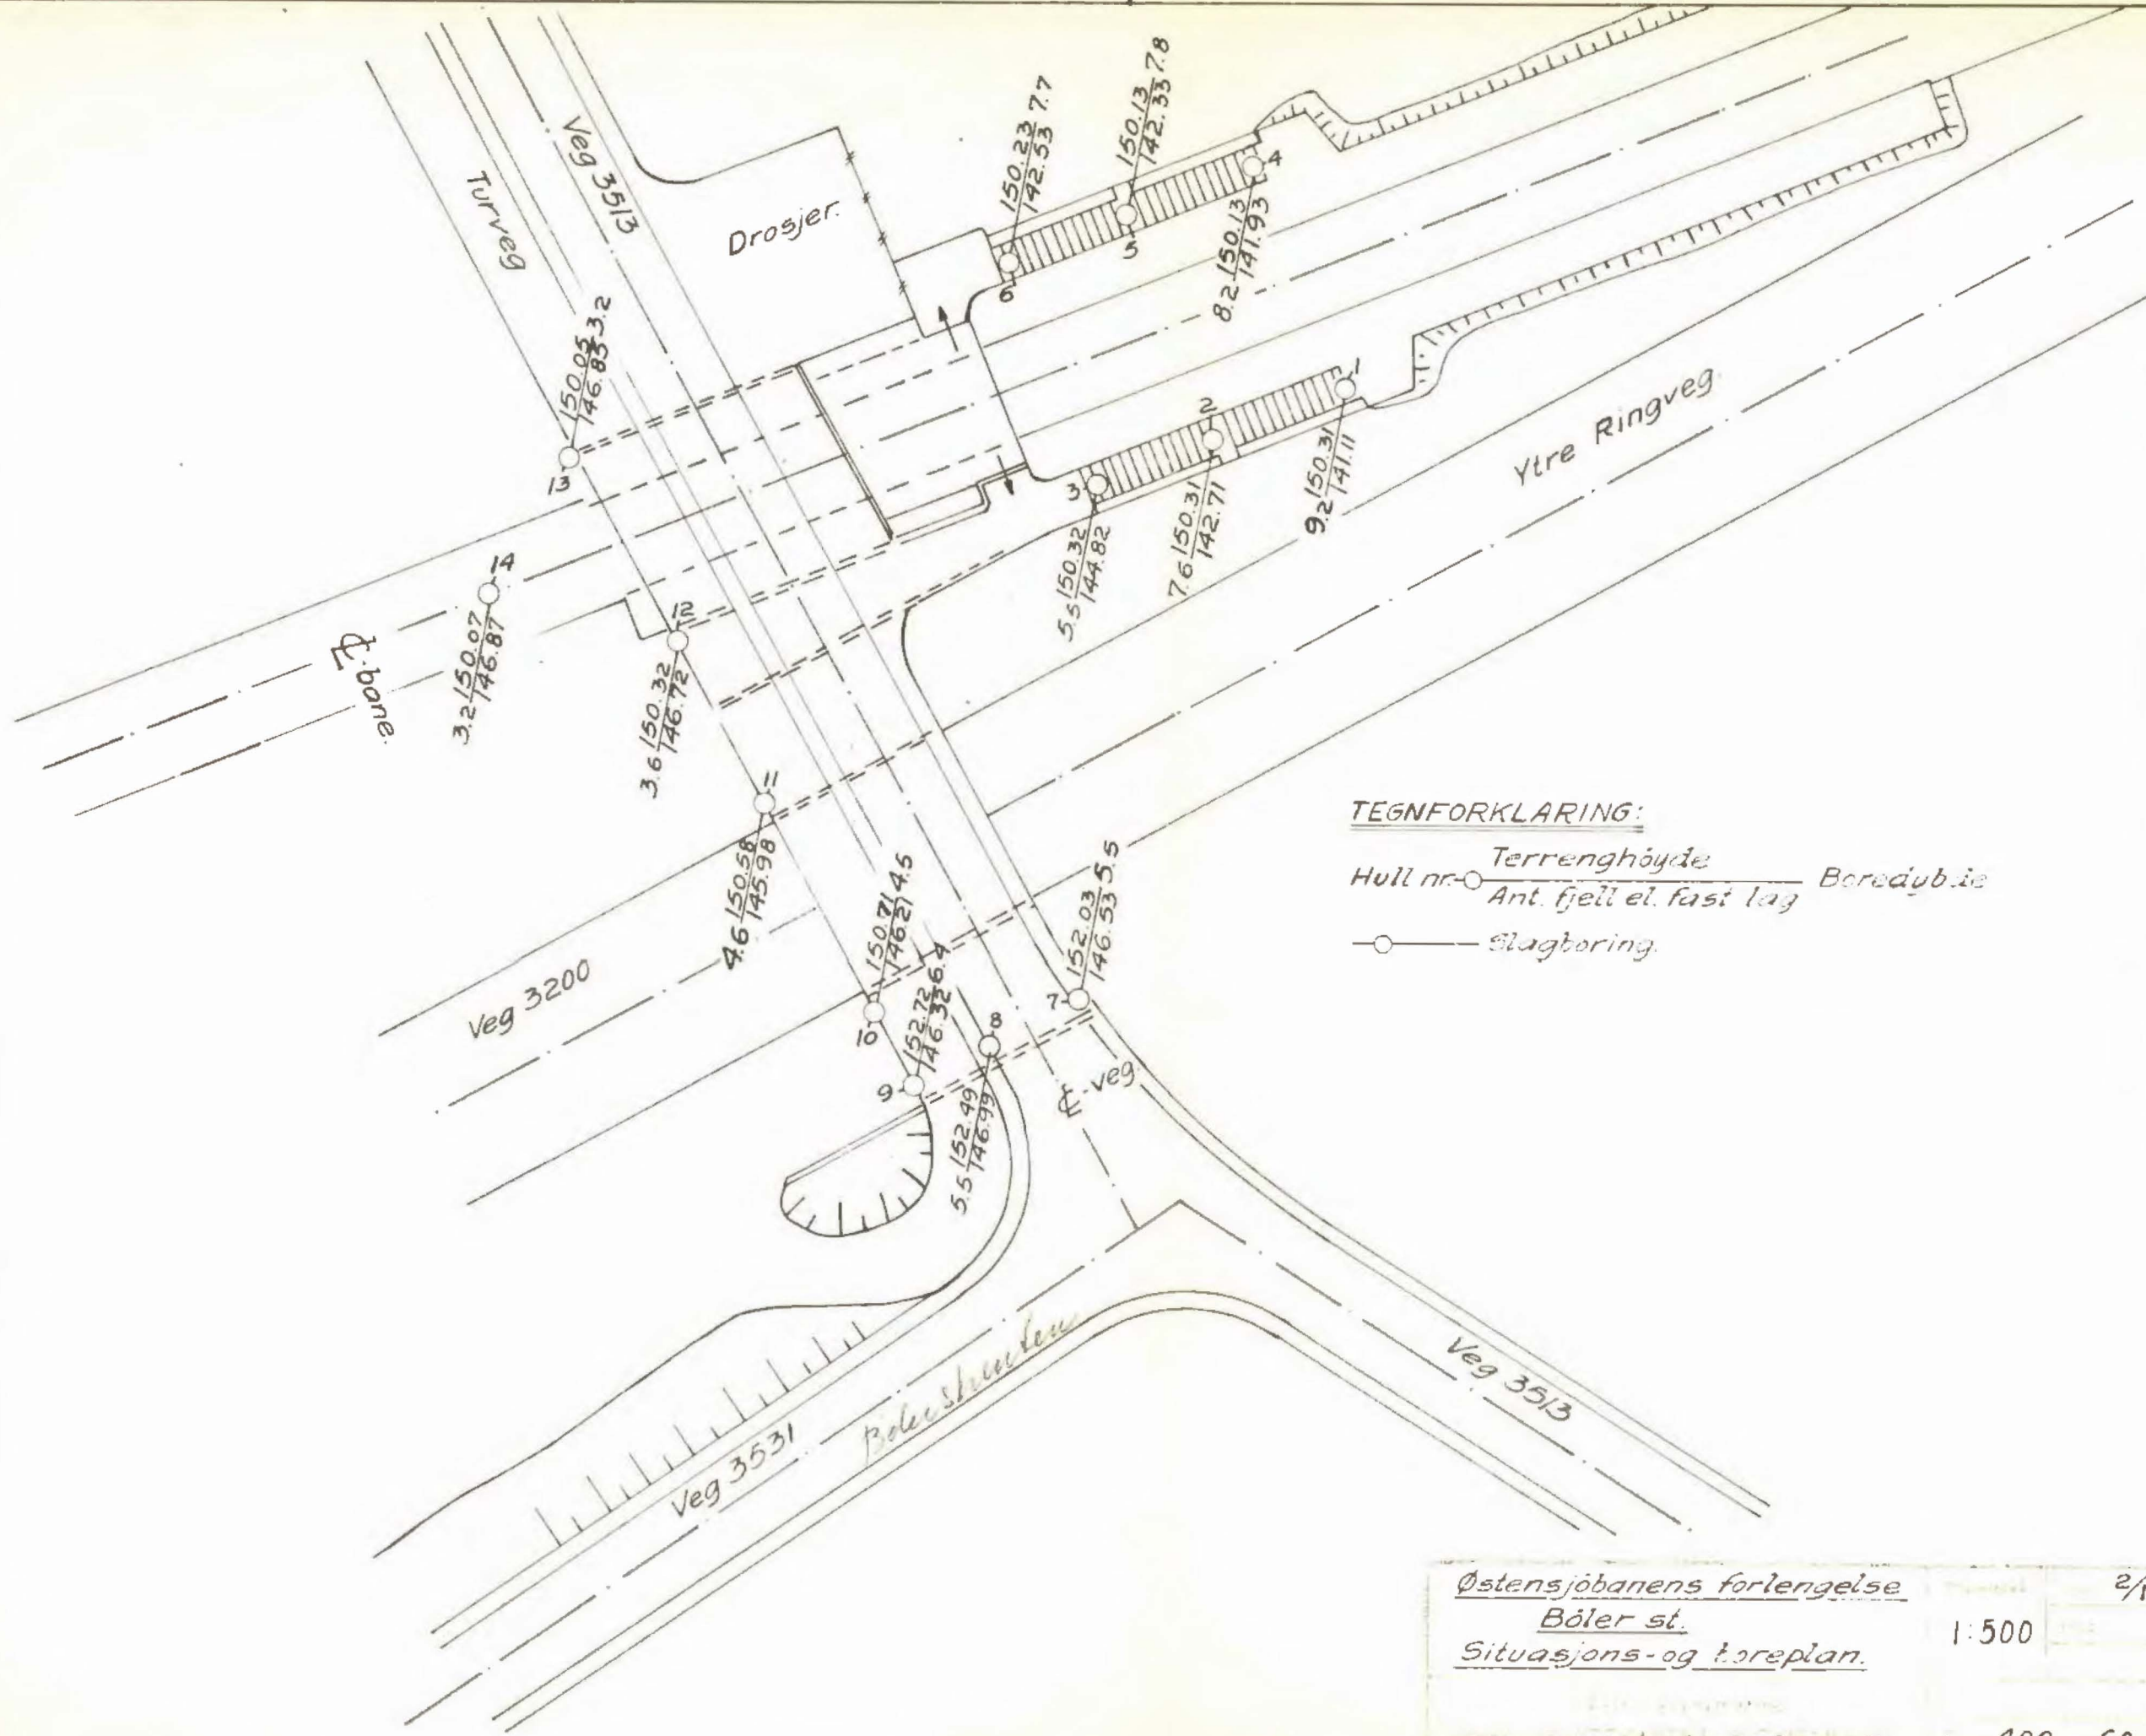 Turveg
Veg 3513
Drosjer.
150.23 7.7
142.53
6
150.13 7.8
142.33
5
4
8.2 150.13
141.93
150.05 3.2
146.85
13
14
3.2 150.07
146.87
₵ bane.
12
3.6 150.32
146.72
1
9.2 150.31
141.11
2
7.6 150.31
142.71
3
5.5 150.32
144.82
Ytre Ringveg.
11
4.6 150.58
145.98
150.71 4.5
146.21
10
152.72 6.4
146.32
9
8
5.5 152.49
146.99
152.03 5.5
146.53
7
Veg 3200
₵ veg
TEGNFORKLARING:
Terrenghöyde
Hull nr. Boredybde
Ant. fjell el. fast lag
Slagboring.
Veg 3531
Veg 3513
Østensjöbanens forlengelse
Böler st.
1:500
Situasjons-og boreplan.